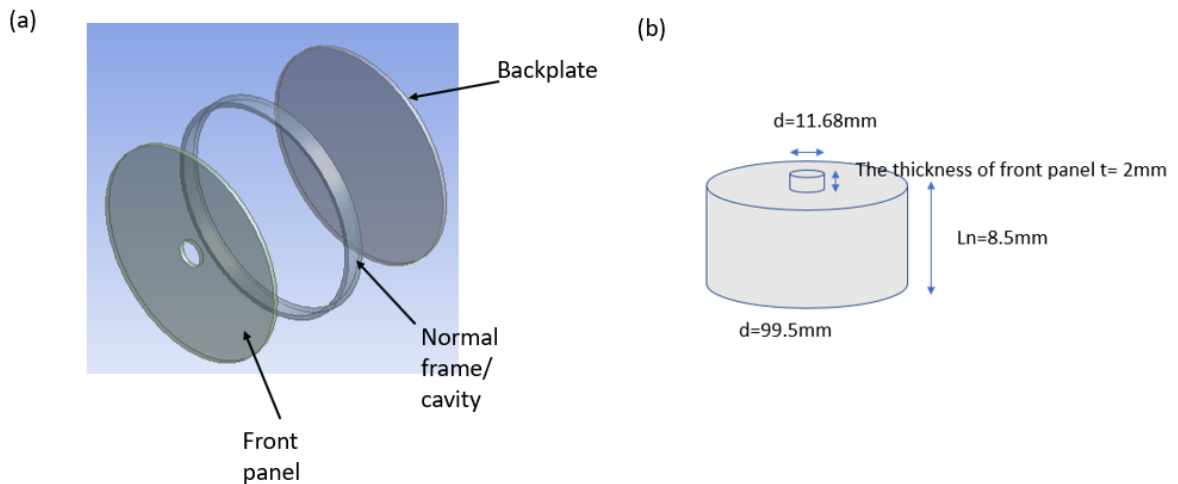 (a)
Backplate
Normal
frame/
cavity
Front
panel
(b)
d=11.68mm
The thickness of front panel t= 2mm
Ln=8.5mm
d=99.5mm